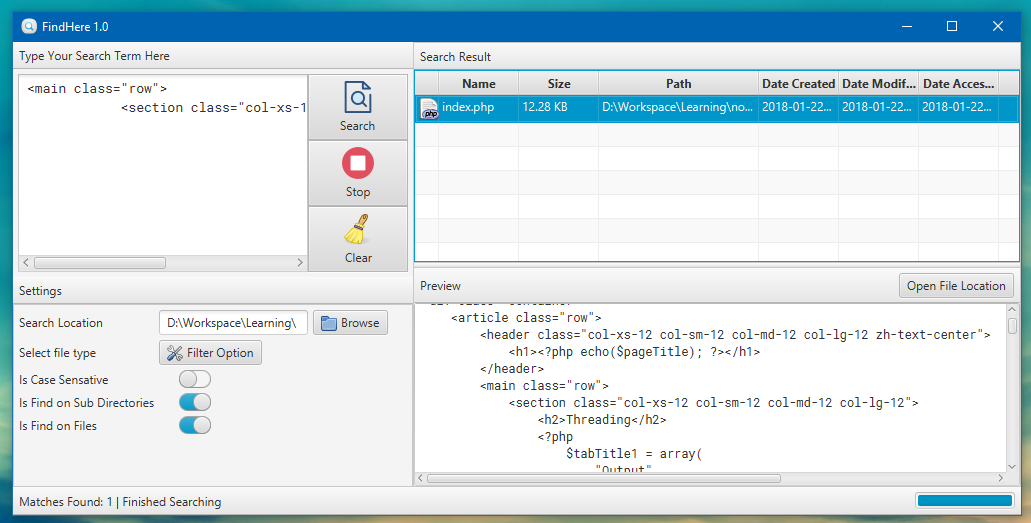 FindHere 1.0
Type Your Search Term Here
<main class="row">
<section class="col-xs-1
Search
Stop
Clear
Settings
Search Location D:\Workspace\Learning\ Browse
Select file type Filter Option
Is Case Sensative
Is Find on Sub Directories
Is Find on Files
Search Result
Name Size Path Date Created Date Modif... Date Acces...
php index.php 12.28 KB D:\Workspace\Learning\no... 2018-01-22... 2018-01-22... 2018-01-22...
Preview Open File Location
<article class="row">
<header class="col-xs-12 col-sm-12 col-md-12 col-lg-12 zh-text-center">
<h1><?php echo($pageTitle); ?></h1>
</header>
<main class="row">
<section class="col-xs-12 col-sm-12 col-md-12 col-lg-12">
<h2>Threading</h2>
<?php
$tabTitle1 = array(
"Output"
Matches Found: 1 | Finished Searching